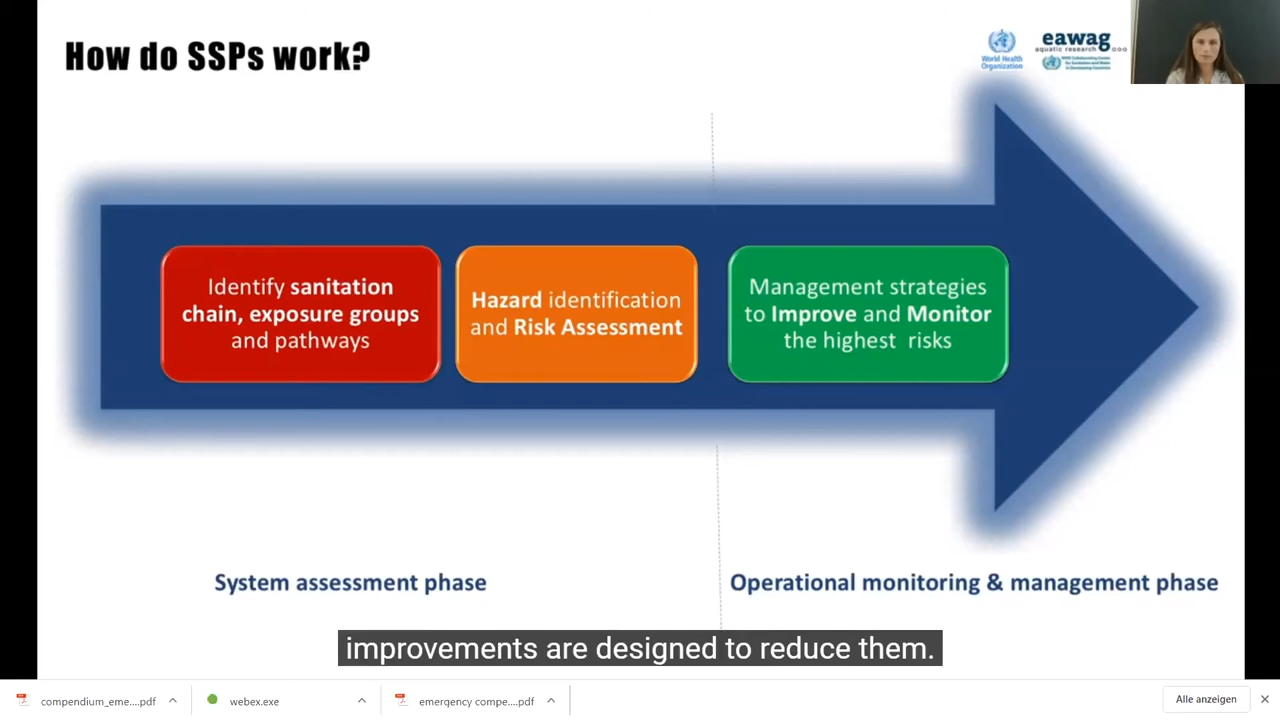 How do SSPs work?
World Health
Organization
eawag
aquatic research
Identify sanitation
chain, exposure groups
and pathways
Hazard identification
and Risk Assessment
Management strategies
to Improve and Monitor
the highest risks
System assessment phase
Operational monitoring & management phase
improvements are designed to reduce them.
compendium_eme....pdf
webex.exe
emergency compe....pdf
Alle anzeigen